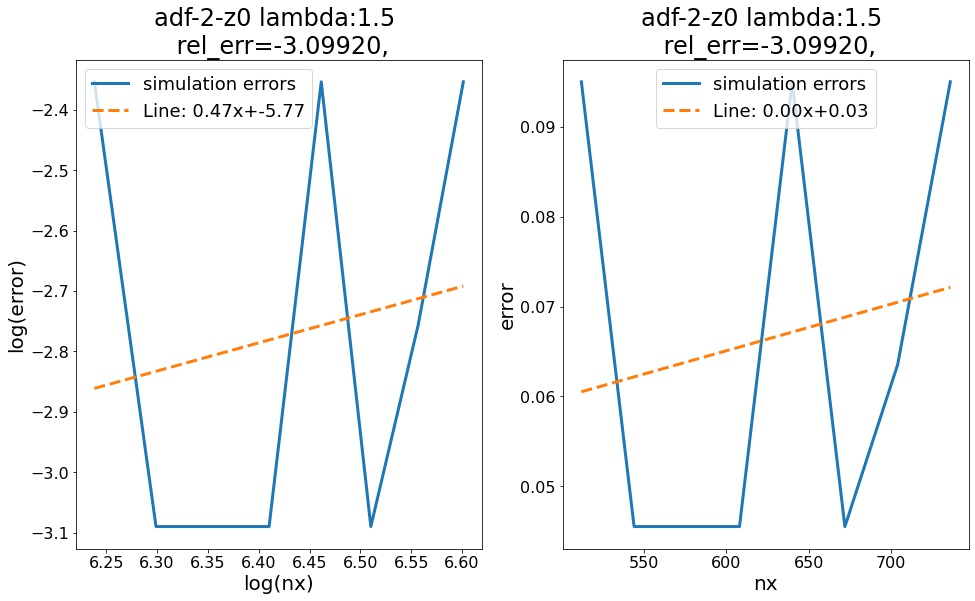 adf-2-z0 lambda:1.5
rel_err=-3.09920,
simulation errors
Line: 0.47x+-5.77
log(error)
−2.4
−2.5
−2.6
−2.7
−2.8
−2.9
−3.0
−3.1
6.25 6.30 6.35 6.40 6.45 6.50 6.55 6.60
log(nx)
adf-2-z0 lambda:1.5
rel_err=-3.09920,
simulation errors
Line: 0.00x+0.03
error
0.09
0.08
0.07
0.06
0.05
550 600 650 700
nx